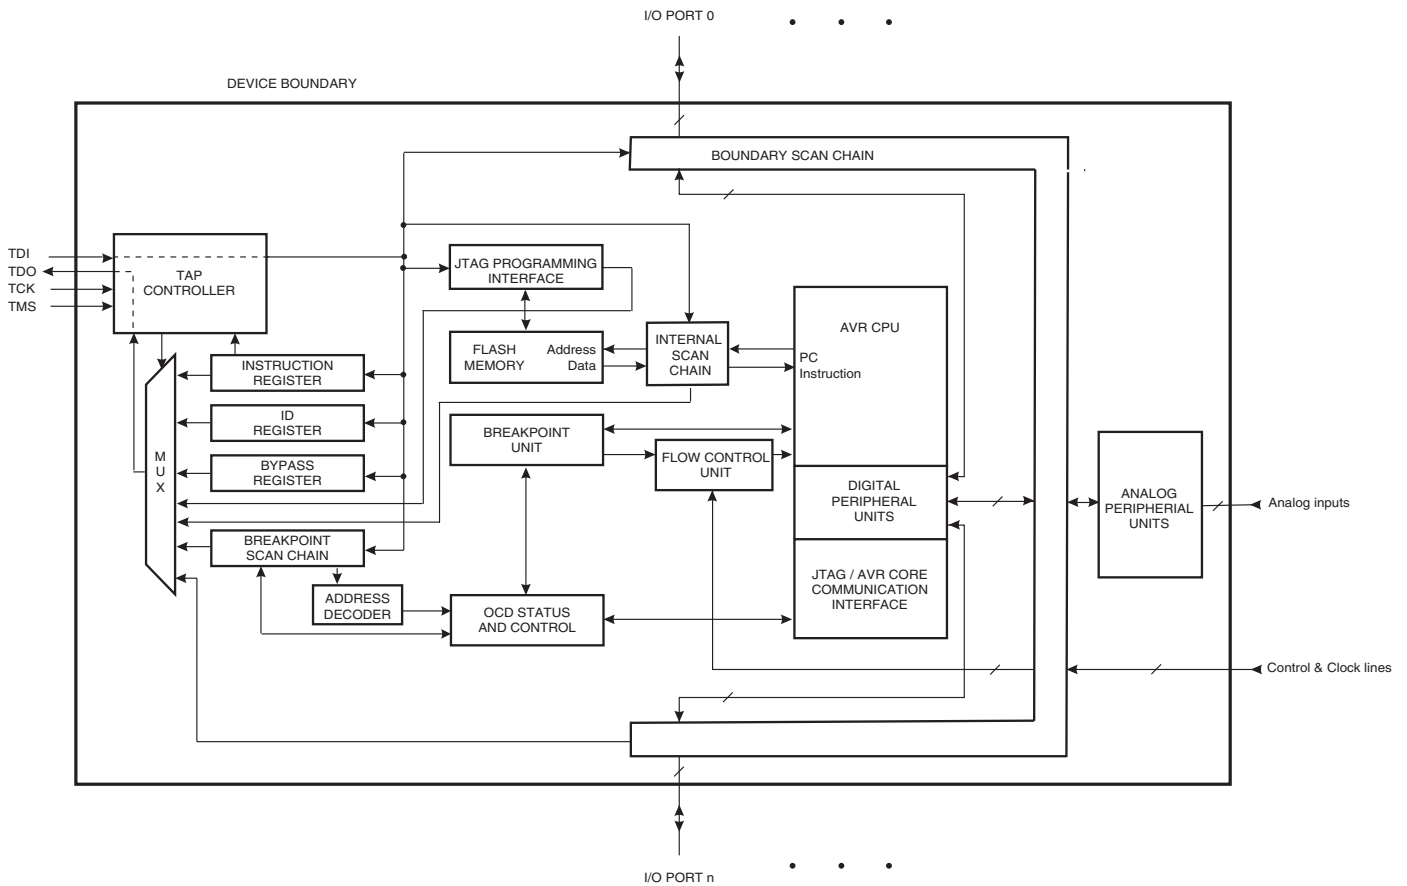 I/O PORT 0
DEVICE BOUNDARY
BOUNDARY SCAN CHAIN
TDI
TDO
TCK
TMS
TAP
CONTROLLER
JTAG PROGRAMMING
INTERFACE
FLASH
MEMORY
Address
Data
INTERNAL
SCAN
CHAIN
AVR CPU
PC
Instruction
INSTRUCTION
REGISTER
ID
REGISTER
BYPASS
REGISTER
M
U
X
BREAKPOINT
UNIT
FLOW CONTROL
UNIT
DIGITAL
PERIPHERAL
UNITS
ANALOG
PERIPHERIAL
UNITS
Analog inputs
BREAKPOINT
SCAN CHAIN
ADDRESS
DECODER
OCD STATUS
AND CONTROL
JTAG / AVR CORE
COMMUNICATION
INTERFACE
Control & Clock lines
I/O PORT n